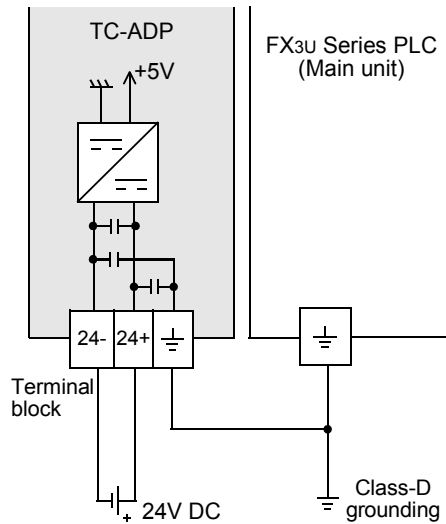 TC-ADP
FX3U Series PLC
(Main unit)
+5V
24- 24+
Terminal
block
24V DC
+
Class-D
grounding